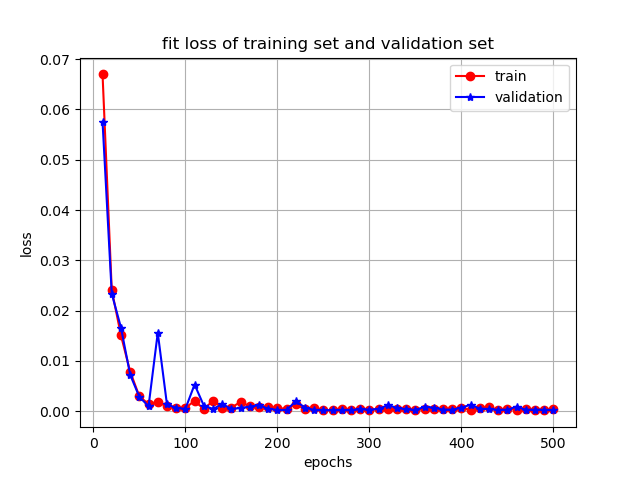 fit loss of training set and validation set
train
validation
0.07
0.06
0.05
0.04
0.03
0.02
0.01
0.00
loss
0 100 200 300 400 500
epochs